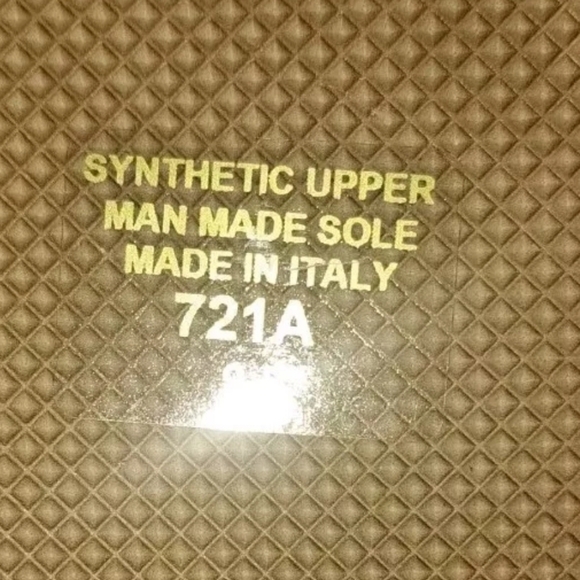 SYNTHETIC UPPER
MAN MADE SOLE
MADE IN ITALY
721A